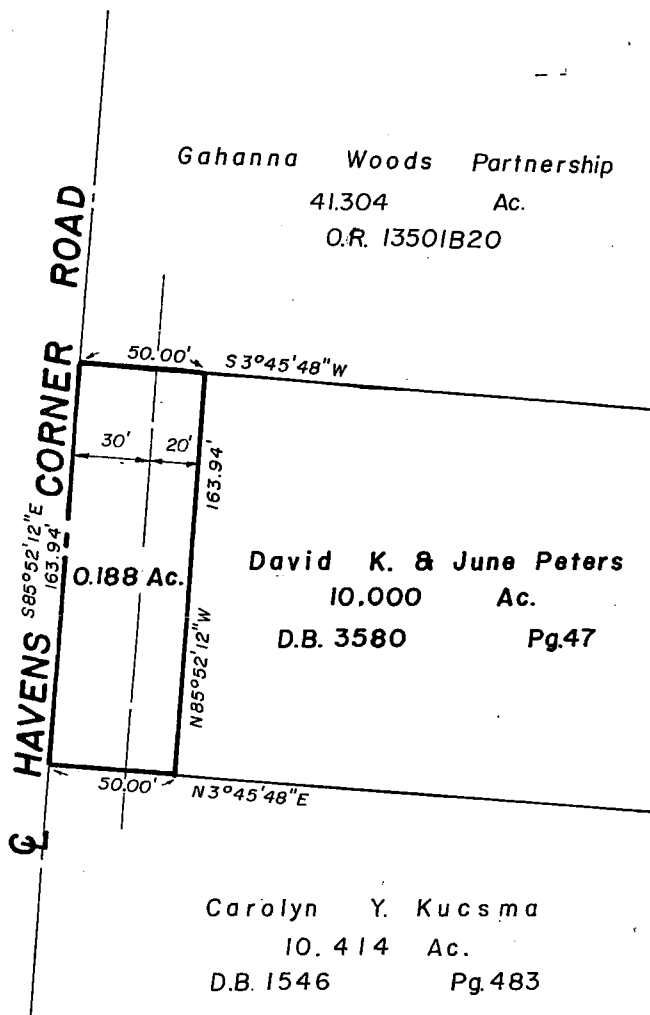 Gahanna Woods Partnership
41.304 Ac.
O.R. 13501B20
℄ HAVENS CORNER ROAD
50.00'
S3°45'48"W
30'
20'
163.94'
S85°52'12"E
163.94'
0.188 Ac.
N85°52'12"W
David K. & June Peters
10.000 Ac.
D.B. 3580 Pg.47
50.00'
N3°45'48"E
Carolyn Y. Kucsma
10.414 Ac.
D.B. 1546 Pg.483